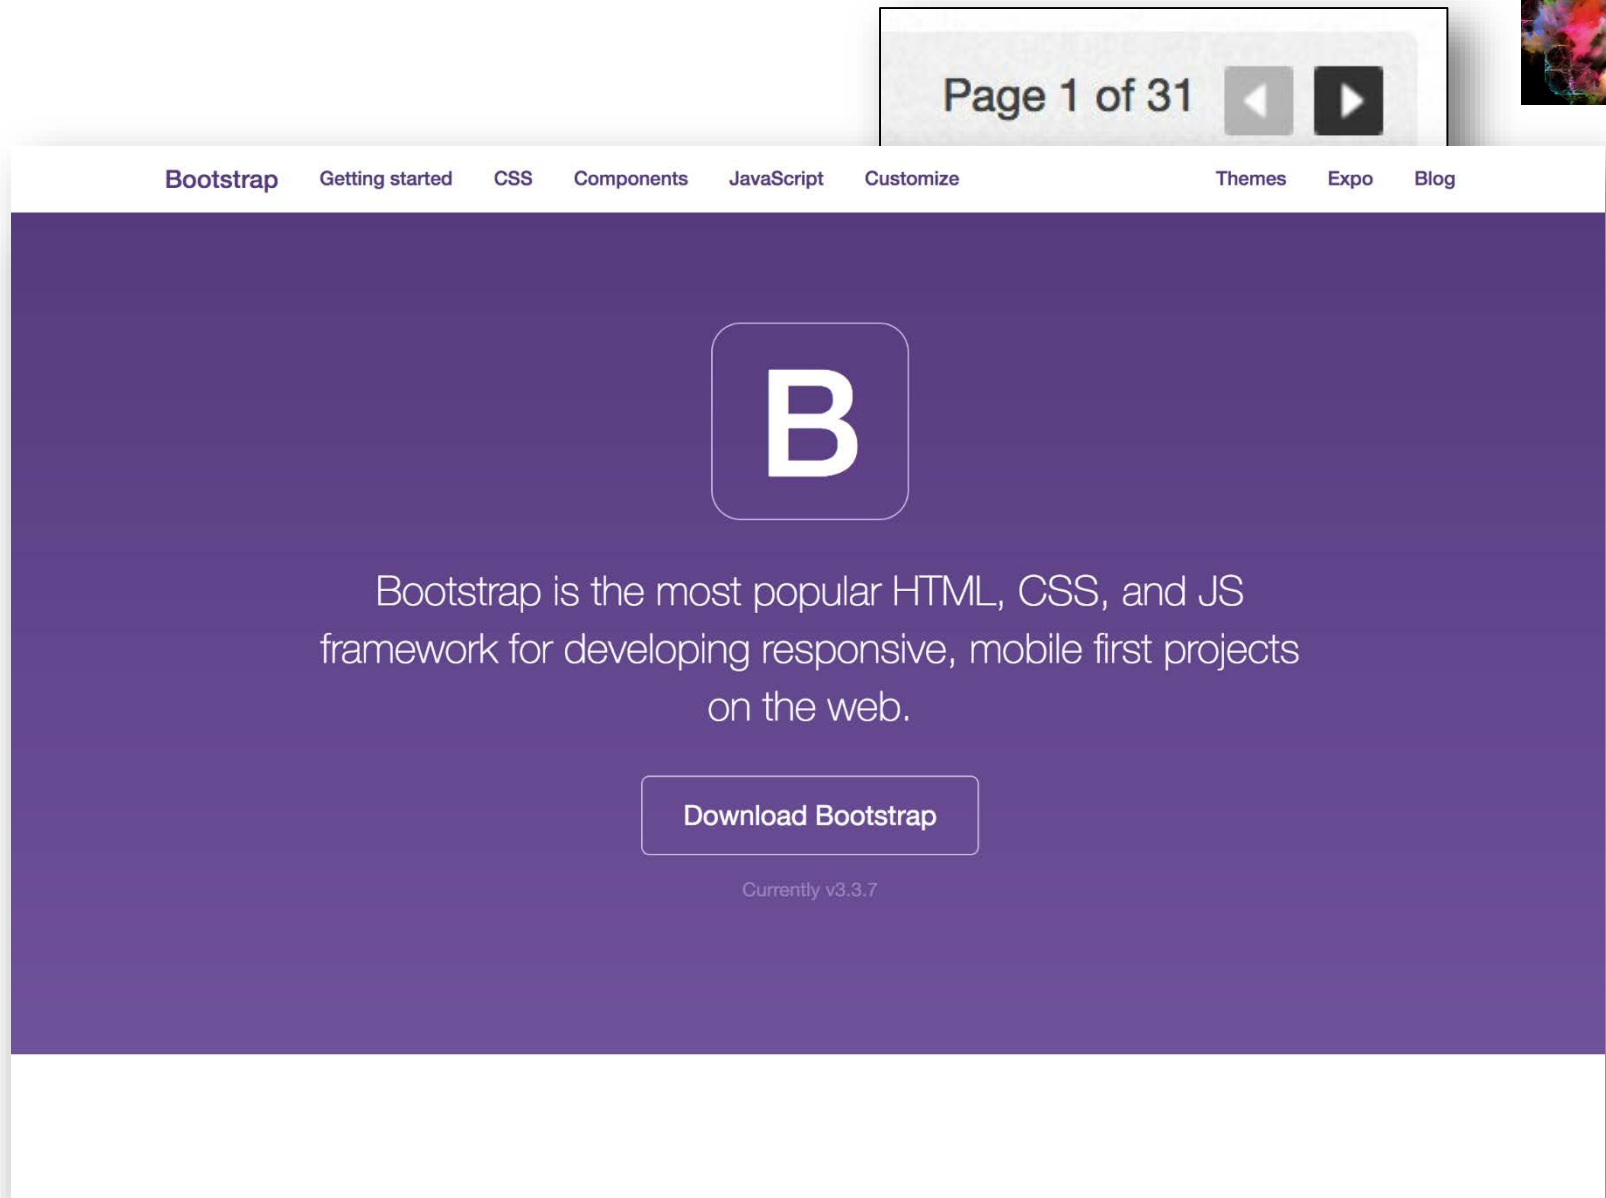 Page 1 of 31
Bootstrap Getting started CSS Components JavaScript Customize Themes Expo Blog
B
Bootstrap is the most popular HTML, CSS, and JS
framework for developing responsive, mobile first projects
on the web.
Download Bootstrap
Currently v3.3.7